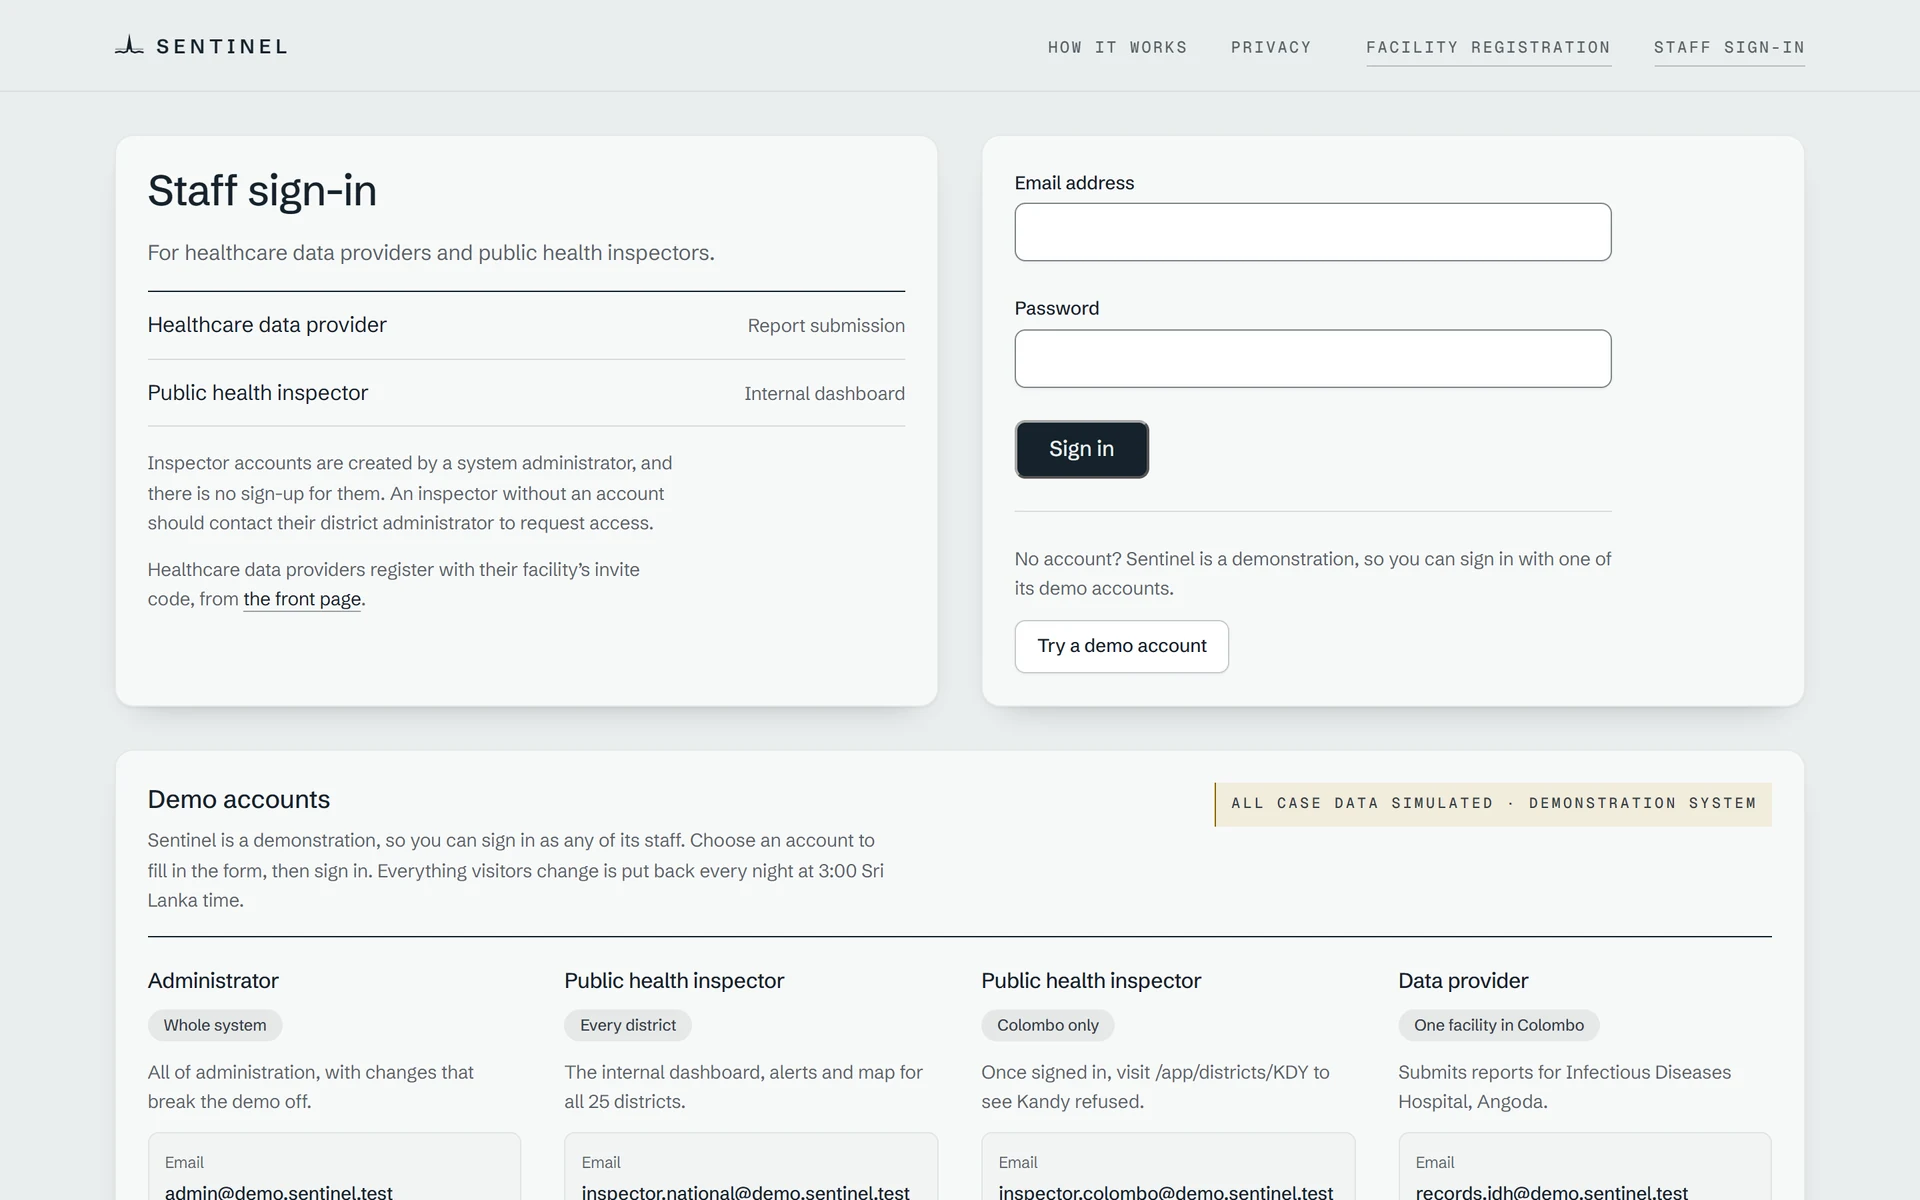 SENTINEL
HOW IT WORKS
PRIVACY
FACILITY REGISTRATION
STAFF SIGN-IN
Staff sign-in
For healthcare data providers and public health inspectors.
Healthcare data provider
Report submission
Public health inspector
Internal dashboard
Inspector accounts are created by a system administrator, and
there is no sign-up for them. An inspector without an account
should contact their district administrator to request access.
Healthcare data providers register with their facility’s invite
code, from the front page.
Email address
Password
Sign in
No account? Sentinel is a demonstration, so you can sign in with one of
its demo accounts.
Try a demo account
Demo accounts
Sentinel is a demonstration, so you can sign in as any of its staff. Choose an account to
fill in the form, then sign in. Everything visitors change is put back every night at 3:00 Sri
Lanka time.
ALL CASE DATA SIMULATED · DEMONSTRATION SYSTEM
Administrator
Whole system
All of administration, with changes that
break the demo off.
Email
admin@demo.sentinel.test
Public health inspector
Every district
The internal dashboard, alerts and map for
all 25 districts.
Email
inspector.national@demo.sentinel.test
Public health inspector
Colombo only
Once signed in, visit /app/districts/KDY to
see Kandy refused.
Email
inspector.colombo@demo.sentinel.test
Data provider
One facility in Colombo
Submits reports for Infectious Diseases
Hospital, Angoda.
Email
records.idh@demo.sentinel.test